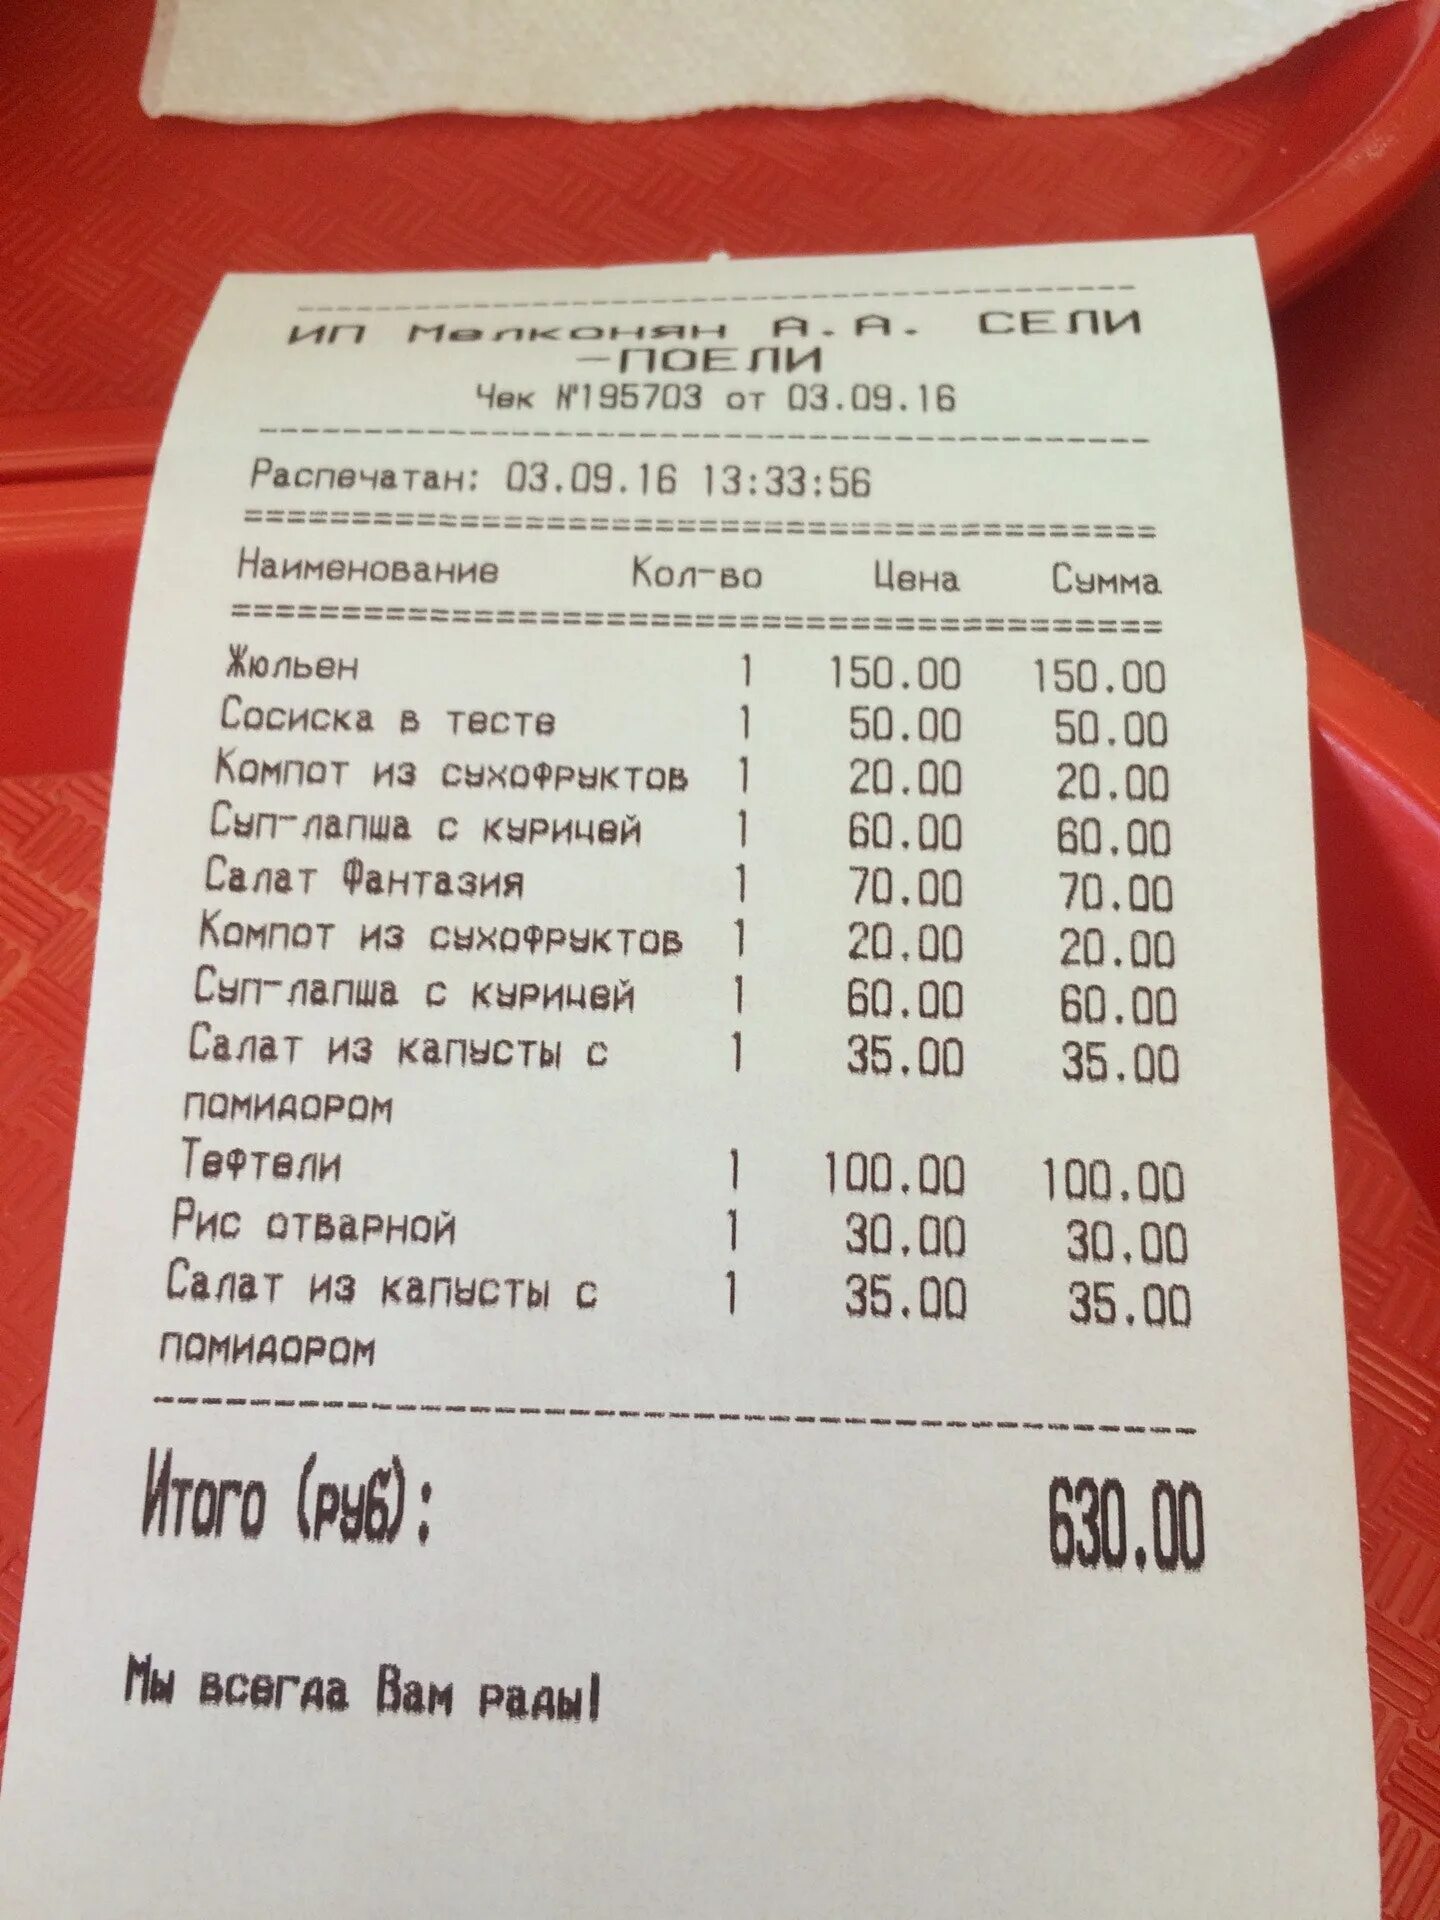 ИП Мелконян А.А. СЕЛИ
-ПОЕЛИ
Чек №195703 от 03.09.16
Распечатан: 03.09.16 13:33:56
Наименование Кол-во Цена Сумма
Жюльен 1 150.00 150.00
Сосиска в тесте 1 50.00 50.00
Компот из сухофруктов 1 20.00 20.00
Суп-лапша с курицей 1 60.00 60.00
Салат Фантазия 1 70.00 70.00
Компот из сухофруктов 1 20.00 20.00
Суп-лапша с курицей 1 60.00 60.00
Салат из капусты с 1 35.00 35.00
помидором
Тефтели 1 100.00 100.00
Рис отварной 1 30.00 30.00
Салат из капусты с 1 35.00 35.00
помидором
Итого (руб): 630.00
Мы всегда Вам рады!